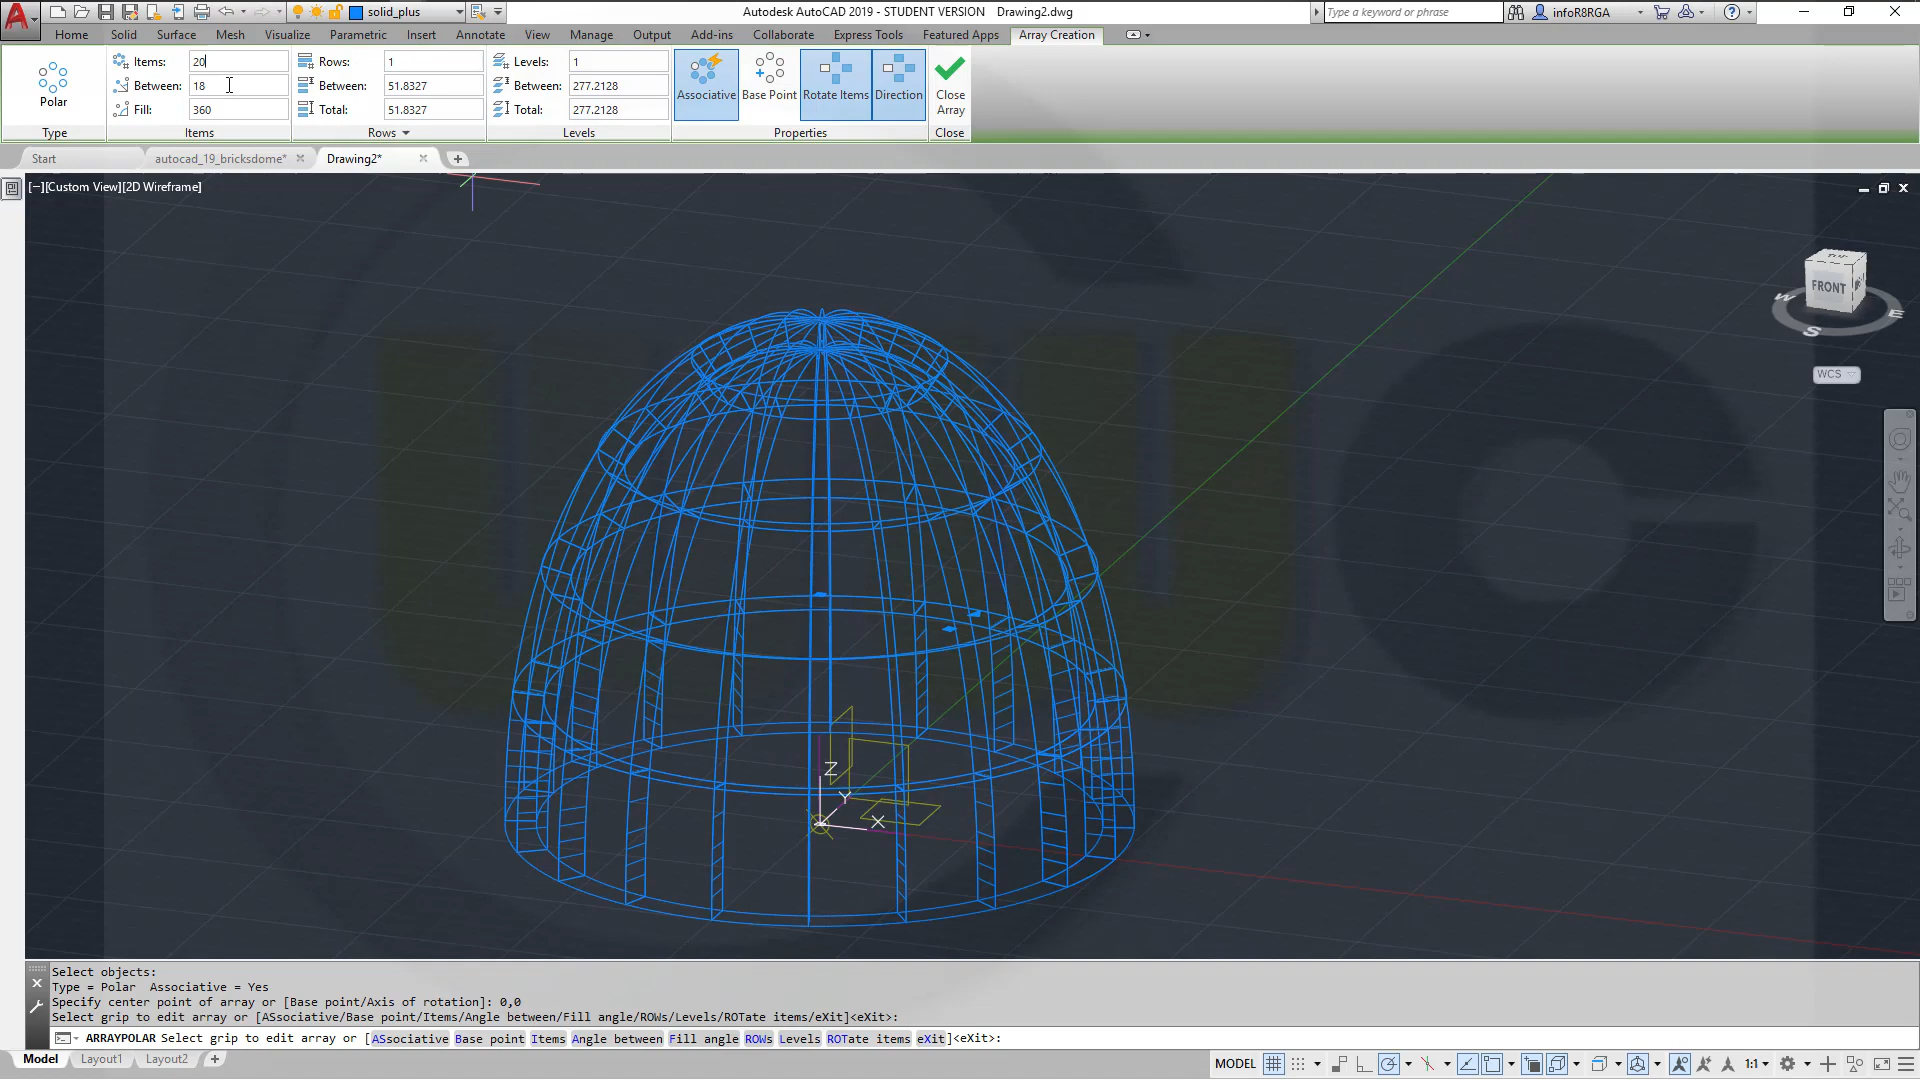 Autodesk AutoCAD 2019 - STUDENT VERSION Drawing2.dwg
solid_plus
Type a keyword or phrase
infoR8RGA
Home Solid Surface Mesh Visualize Parametric Insert Annotate View Manage Output Add-ins Collaborate Express Tools Featured Apps Array Creation
Polar
Type
Items: 20
Between: 18
Fill: 360
Items
Rows: 1
Between: 51.8327
Total: 51.8327
Rows
Levels: 1
Between: 277.2128
Total: 277.2128
Levels
Associative Base Point Rotate Items Direction
Properties
Close Array
Close
Start autocad_19_bricksdome* Drawing2*
[−][Custom View][2D Wireframe]
TOP
FRONT
W
S
E
WCS
Z
Y
X
Select objects:
Type = Polar Associative = Yes
Specify center point of array or [Base point/Axis of rotation]: 0,0
Select grip to edit array or [ASsociative/Base point/Items/Angle between/Fill angle/ROWs/Levels/ROTate items/eXit]<eXit>:
ARRAYPOLAR Select grip to edit array or [ASsociative Base point Items Angle between Fill angle ROWs Levels ROTate items eXit]<eXit>:
Model Layout1 Layout2
MODEL
1:1